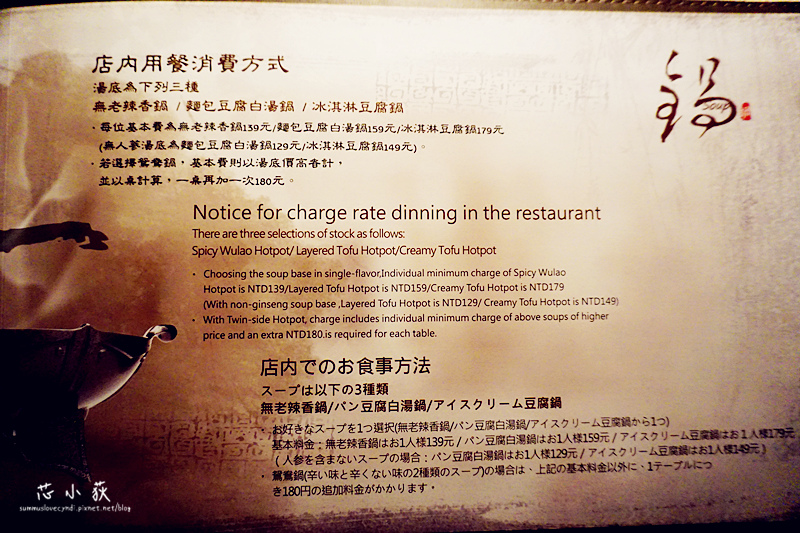 店內用餐消費方式
湯底為下列三種
無老辣香鍋 / 麵包豆腐白湯鍋 / 冰淇淋豆腐鍋
鍋
soup
· 每位基本費為無老辣香鍋139元/麵包豆腐白湯鍋159元/冰淇淋豆腐鍋179元
(無人蔘湯底為麵包豆腐白湯鍋129元/冰淇淋豆腐鍋149元)。
· 若選擇鴛鴦鍋，基本費則以湯底價高者計，
並以桌計算，一桌再加一次180元。
Notice for charge rate dinning in the restaurant
There are three selections of stock as follows:
Spicy Wulao Hotpot/ Layered Tofu Hotpot/Creamy Tofu Hotpot
· Choosing the soup base in single-flavor,Individual minimum charge of Spicy Wulao
Hotpot is NTD139/Layered Tofu Hotpot is NTD159/Creamy Tofu Hotpot is NTD179
(With non-ginseng soup base ,Layered Tofu Hotpot is NTD129/ Creamy Tofu Hotpot is NTD149)
· With Twin-side Hotpot, charge includes individual minimum charge of above soups of higher
price and an extra NTD180.is required for each table.
店内でのお食事方法
スープは以下の3種類
無老辣香鍋/パン豆腐白湯鍋/アイスクリーム豆腐鍋
· お好きなスープを1つ選択(無老辣香鍋/パン豆腐白湯鍋/アイスクリーム豆腐鍋から1つ)
基本料金：無老辣香鍋はお1人様139元 / パン豆腐白湯鍋はお1人様159元 / アイスクリーム豆腐鍋はお1人様179元
（人参を含まないスープの場合：パン豆腐白湯鍋はお1人様129元 / アイスクリーム豆腐鍋はお1人様149元）
· 鴛鴦鍋(辛い味と辛くない味の2種類のスープ)の場合は、上記の基本料金以外に、1テーブルにつ
き180円の追加料金がかかります。
芯小荻
summuslovecyndi.pixnet.net/blog